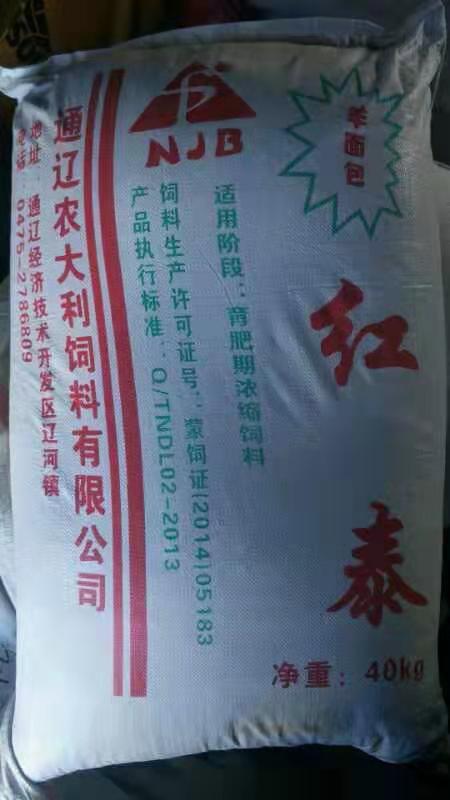 NJB
羊面包
红泰
净重：40kg
适用阶段：育肥期浓缩饲料
饲料生产许可证号：蒙饲证(2014)05183
产品执行标准：Q/TNDL02-2013
通辽农大利饲料有限公司
地址：通辽经济技术开发区辽河镇
电话：0475-2786809